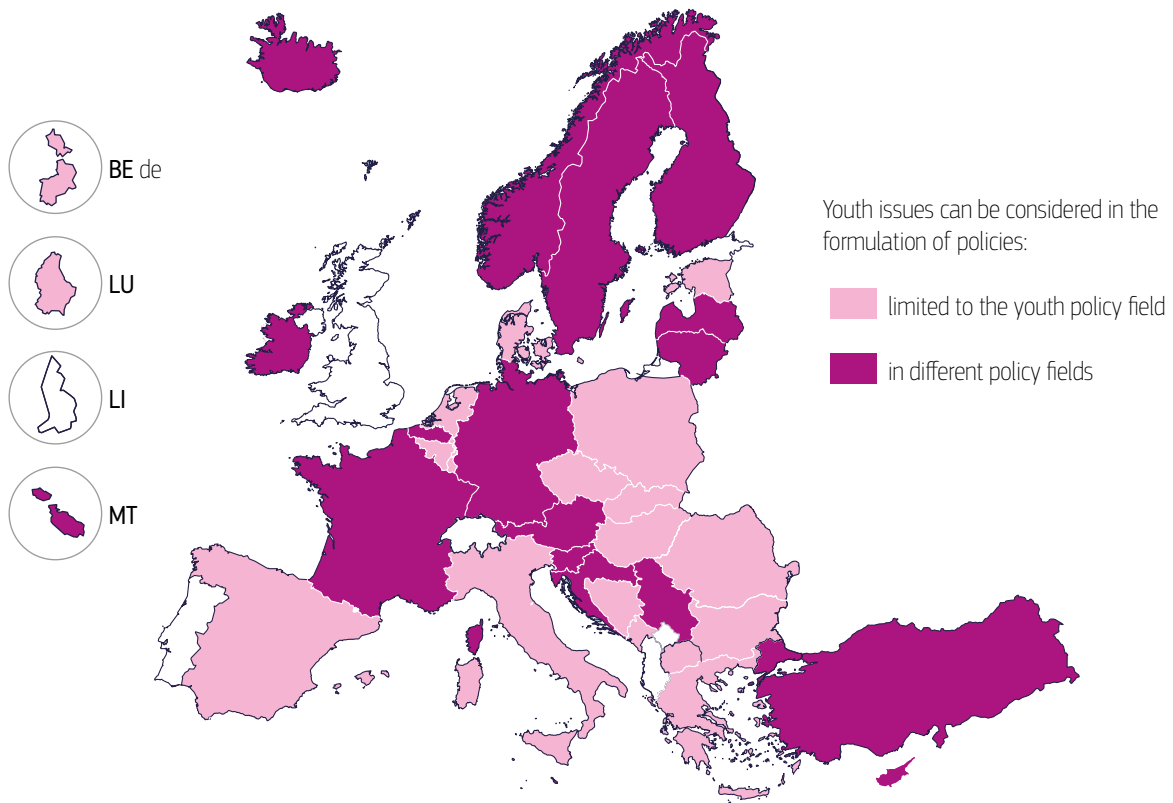 BE de
LU
LI
MT
Youth issues can be considered in the
formulation of policies:
limited to the youth policy field
in different policy fields